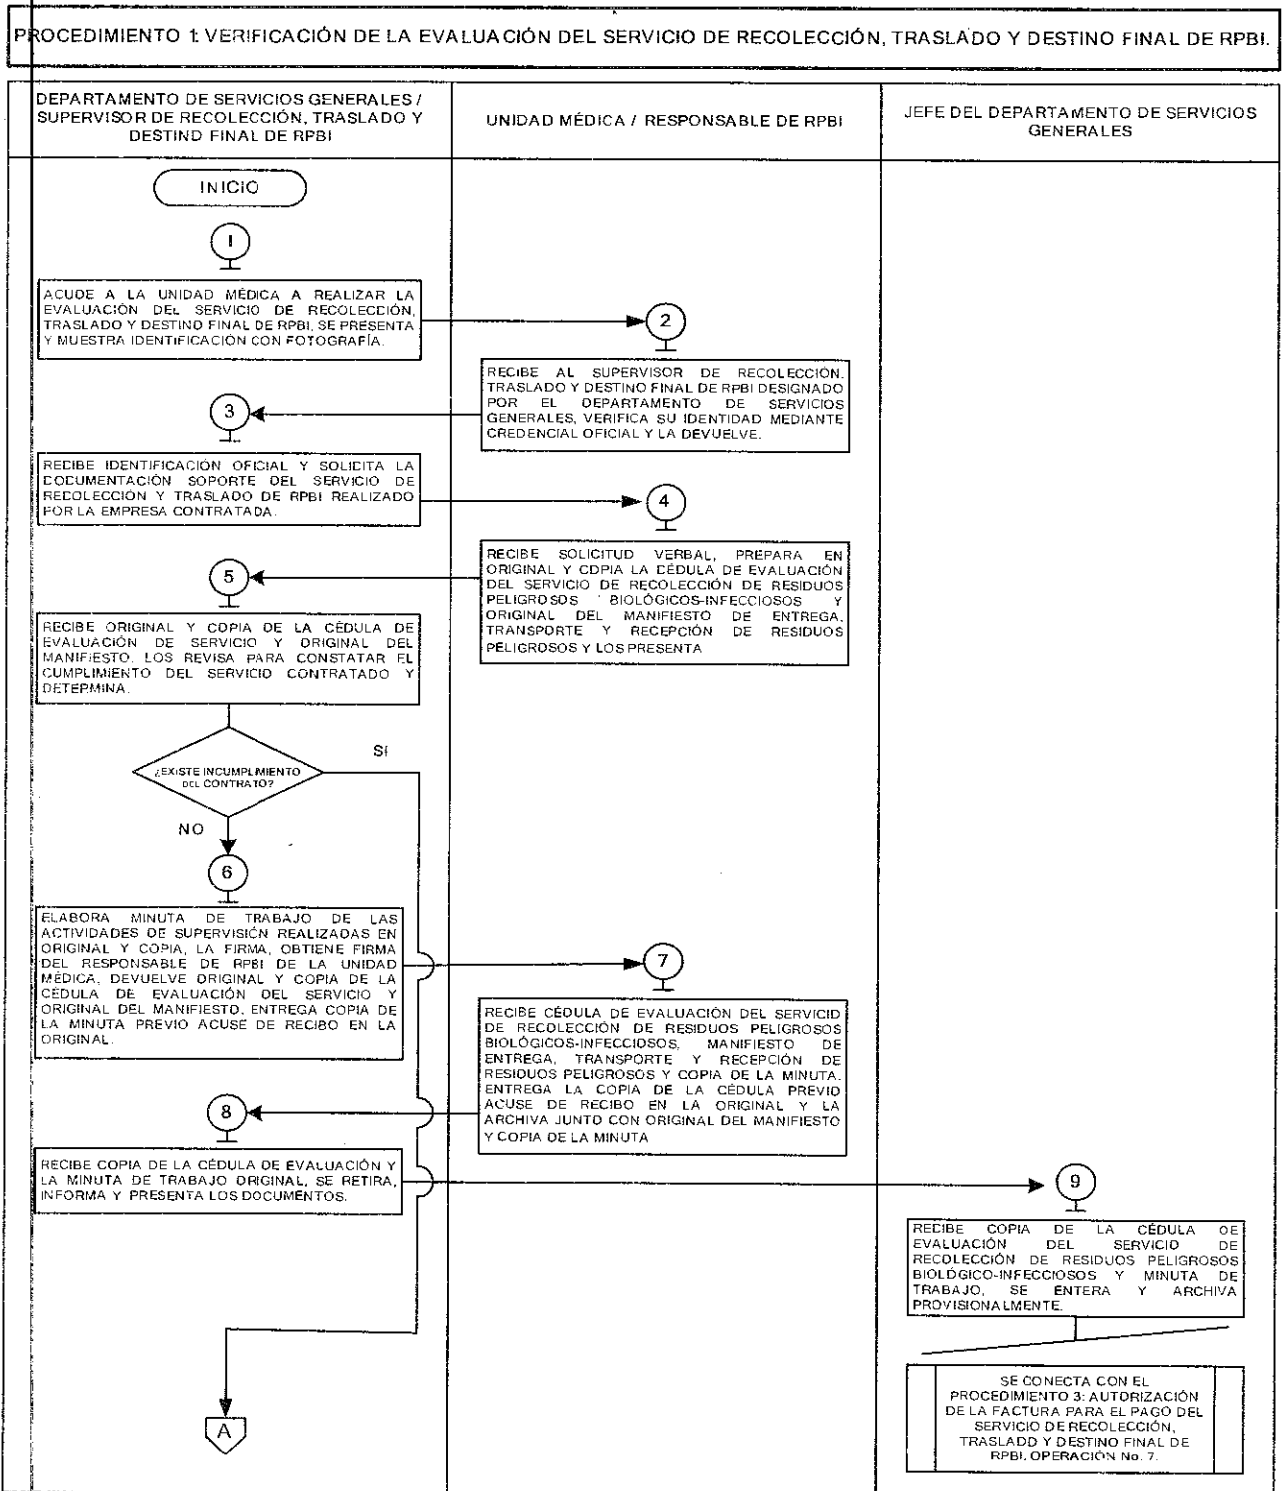 PROCEDIMIENTO 1: VERIFICACIÓN DE LA EVALUACIÓN DEL SERVICIO DE RECOLECCIÓN, TRASLADO Y DESTINO FINAL DE RPBI.
DEPARTAMENTO DE SERVICIOS GENERALES /
SUPERVISOR DE RECOLECCIÓN, TRASLADO Y
DESTINO FINAL DE RPBI
UNIDAD MÉDICA / RESPONSABLE DE RPBI
JEFE DEL DEPARTAMENTO DE SERVICIOS
GENERALES
INICIO
1
ACUDE A LA UNIDAD MÉDICA A REALIZAR LA
EVALUACIÓN DEL SERVICIO DE RECOLECCIÓN,
TRASLADO Y DESTINO FINAL DE RPBI, SE PRESENTA
Y MUESTRA IDENTIFICACIÓN CON FOTOGRAFÍA.
2
RECIBE AL SUPERVISOR DE RECOLECCIÓN,
TRASLADO Y DESTINO FINAL DE RPBI DESIGNADO
POR EL DEPARTAMENTO DE SERVICIOS
GENERALES, VERIFICA SU IDENTIDAD MEDIANTE
CREDENCIAL OFICIAL Y LA DEVUELVE.
3
RECIBE IDENTIFICACIÓN OFICIAL Y SOLICITA LA
DOCUMENTACIÓN SOPORTE DEL SERVICIO DE
RECOLECCIÓN Y TRASLADO DE RPBI REALIZADO
POR LA EMPRESA CONTRATADA.
4
RECIBE SOLICITUD VERBAL, PREPARA EN
ORIGINAL Y COPIA LA CÉDULA DE EVALUACIÓN
DEL SERVICIO DE RECOLECCIÓN DE RESIDUOS
PELIGROSOS BIOLÓGICOS-INFECCIOSOS Y
ORIGINAL DEL MANIFIESTO DE ENTREGA,
TRANSPORTE Y RECEPCIÓN DE RESIDUOS
PELIGROSOS Y LOS PRESENTA
5
RECIBE ORIGINAL Y COPIA DE LA CÉDULA DE
EVALUACIÓN DE SERVICIO Y ORIGINAL DEL
MANIFIESTO. LOS REVISA PARA CONSTATAR EL
CUMPLIMIENTO DEL SERVICIO CONTRATADO Y
DETERMINA.
¿EXISTE INCUMPLIMIENTO
DEL CONTRATO?
SI
NO
6
ELABORA MINUTA DE TRABAJO DE LAS
ACTIVIDADES DE SUPERVISIÓN REALIZADAS EN
ORIGINAL Y COPIA, LA FIRMA, OBTIENE FIRMA
DEL RESPONSABLE DE RPBI DE LA UNIDAD
MÉDICA, DEVUELVE ORIGINAL Y COPIA DE LA
CÉDULA DE EVALUACIÓN DEL SERVICIO Y
ORIGINAL DEL MANIFIESTO. ENTREGA COPIA DE
LA MINUTA PREVIO ACUSE DE RECIBO EN LA
ORIGINAL.
7
RECIBE CÉDULA DE EVALUACIÓN DEL SERVICIO
DE RECOLECCIÓN DE RESIDUOS PELIGROSOS
BIOLÓGICOS-INFECCIOSOS, MANIFIESTO DE
ENTREGA, TRANSPORTE Y RECEPCIÓN DE
RESIDUOS PELIGROSOS Y COPIA DE LA MINUTA.
ENTREGA LA COPIA DE LA CÉDULA PREVIO
ACUSE DE RECIBO EN LA ORIGINAL Y LA
ARCHIVA JUNTO CON ORIGINAL DEL MANIFIESTO
Y COPIA DE LA MINUTA
8
RECIBE COPIA DE LA CÉDULA DE EVALUACIÓN Y
LA MINUTA DE TRABAJO ORIGINAL, SE RETIRA,
INFORMA Y PRESENTA LOS DOCUMENTOS.
9
RECIBE COPIA DE LA CÉDULA DE
EVALUACIÓN DEL SERVICIO DE
RECOLECCIÓN DE RESIDUOS PELIGROSOS
BIOLÓGICO-INFECCIOSOS Y MINUTA DE
TRABAJO, SE ENTERA Y ARCHIVA
PROVISIONALMENTE.
A
SE CONECTA CON EL
PROCEDIMIENTO 3: AUTORIZACIÓN
DE LA FACTURA PARA EL PAGO DEL
SERVICIO DE RECOLECCIÓN,
TRASLADO Y DESTINO FINAL DE
RPBI. OPERACIÓN No. 7.